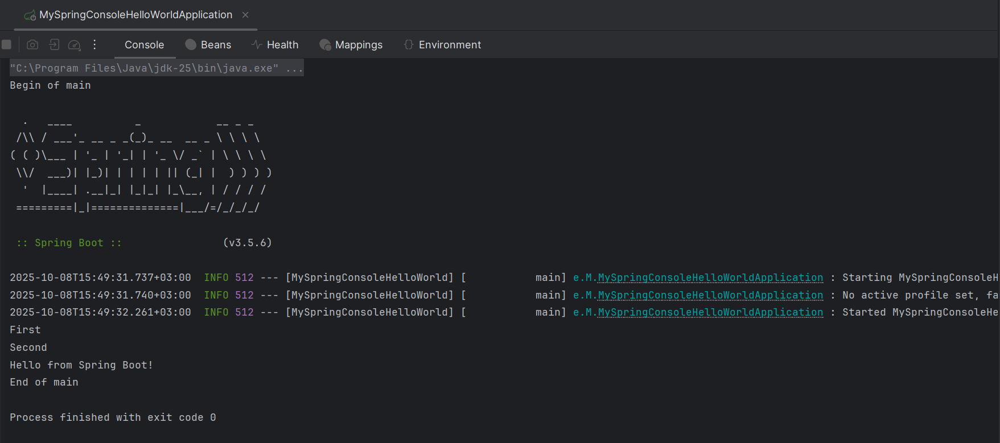 MySpringConsoleHelloWorldApplication
Console Beans Health Mappings Environment
"C:\Program Files\Java\jdk-25\bin\java.exe" ...
Begin of main

  .   ____          _            __ _ _
 /\\ / ___'_ __ _ _(_)_ __  __ _ \ \ \ \
( ( )\___ | '_ | '_| | '_ \/ _` | \ \ \ \
 \\/  ___)| |_)| | | | | || (_| |  ) ) ) )
  '  |____| .__|_| |_|_| |_\__, | / / / /
 =========|_|==============|___/=/_/_/_/

 :: Spring Boot ::                (v3.5.6)

2025-10-08T15:49:31.737+03:00  INFO 512 --- [MySpringConsoleHelloWorld] [           main] e.M.MySpringConsoleHelloWorldApplication : Starting MySpringConsoleH
2025-10-08T15:49:31.740+03:00  INFO 512 --- [MySpringConsoleHelloWorld] [           main] e.M.MySpringConsoleHelloWorldApplication : No active profile set, fa
2025-10-08T15:49:32.261+03:00  INFO 512 --- [MySpringConsoleHelloWorld] [           main] e.M.MySpringConsoleHelloWorldApplication : Started MySpringConsoleHe
First
Second
Hello from Spring Boot!
End of main

Process finished with exit code 0